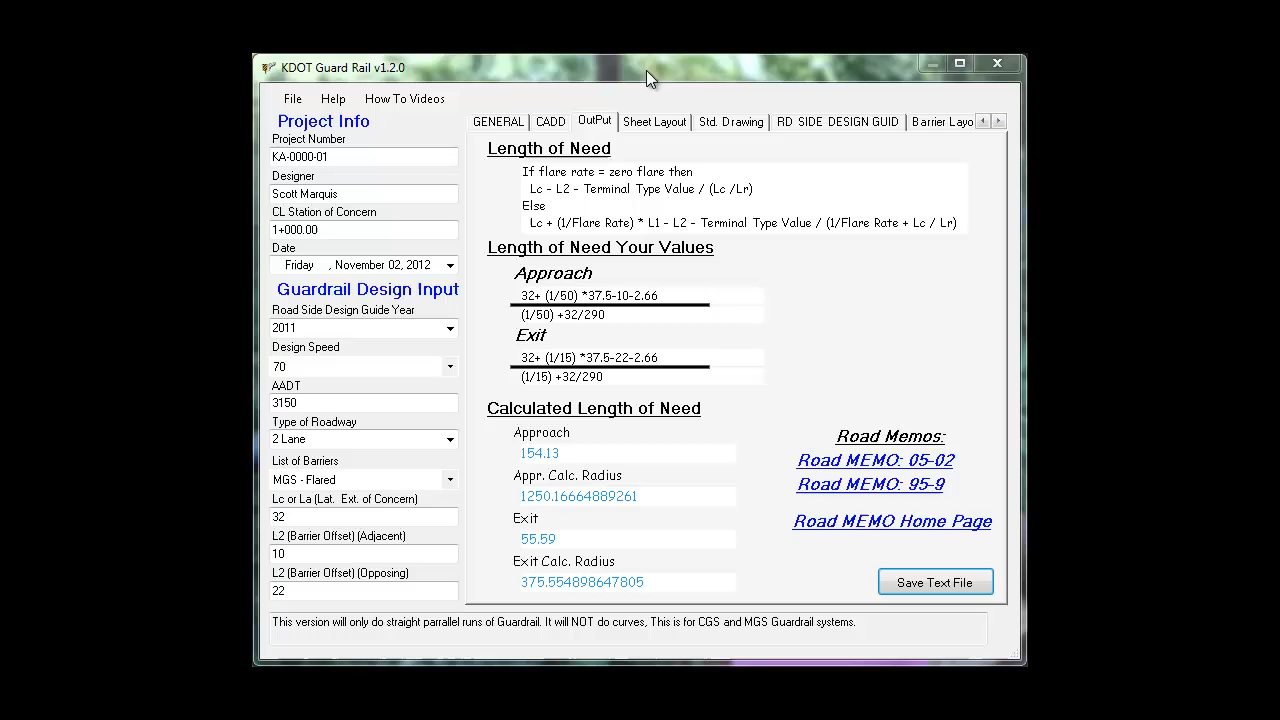 KDOT Guard Rail v1.2.0
File Help How To Videos
Project Info
Project Number
KA-0000-01
Designer
Scott Marquis
CL Station of Concern
1+000.00
Date
Friday , November 02, 2012
Guardrail Design Input
Road Side Design Guide Year
2011
Design Speed
70
AADT
3150
Type of Roadway
2 Lane
List of Barriers
MGS - Flared
Lc or La (Lat. Ext. of Concern)
32
L2 (Barrier Offset) (Adjacent)
10
L2 (Barrier Offset) (Opposing)
22
GENERAL CADD OutPut Sheet Layout Std. Drawing RD SIDE DESIGN GUID Barrier Layo
Length of Need
If flare rate = zero flare then
Lc - L2 - Terminal Type Value / (Lc /Lr)
Else
Lc + (1/Flare Rate) * L1 - L2 - Terminal Type Value / (1/Flare Rate + Lc / Lr)
Length of Need Your Values
Approach
32+ (1/50) *37.5-10-2.66
(1/50) +32/290
Exit
32+ (1/15) *37.5-22-2.66
(1/15) +32/290
Calculated Length of Need
Approach
154.13
Appr. Calc. Radius
1250.16664889261
Exit
55.59
Exit Calc. Radius
375.554898647805
Road Memos:
Road MEMO: 05-02
Road MEMO: 95-9
Road MEMO Home Page
Save Text File
This version will only do straight parrallel runs of Guardrail. It will NOT do curves, This is for CGS and MGS Guardrail systems.